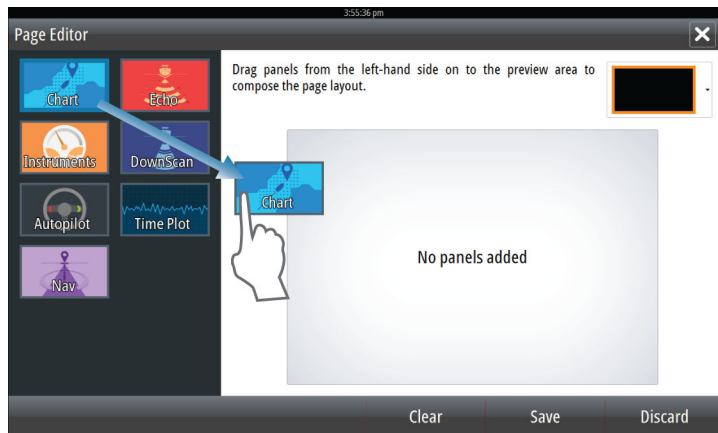 3:55:36 pm
Page Editor
Chart
Echo
Instruments
DownScan
Autopilot
Time Plot
Nav
Drag panels from the left-hand side on to the preview area to
compose the page layout.
Chart
No panels added
Clear
Save
Discard